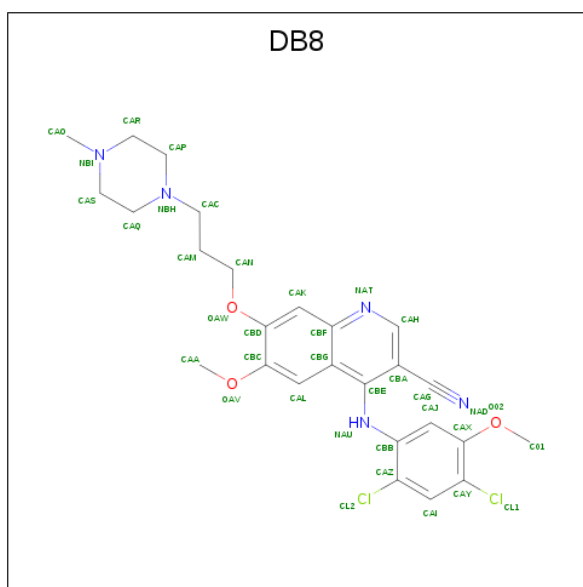 DB8
CAO
CAR
NBI
N
CAP
CAS
N
NBH
CAC
CAQ
CAM
CAN
NAT
O
OAW
CAK
N
CAH
CBD
CBF
CAA
CBC
CBG
CBA
O
OAV
CAL
CBE
CAG
CAJ
N
NAD
O02
HN
NAU
CAX
O
CBB
C01
CAZ
CAY
Cl
CL2
CAI
Cl
CL1